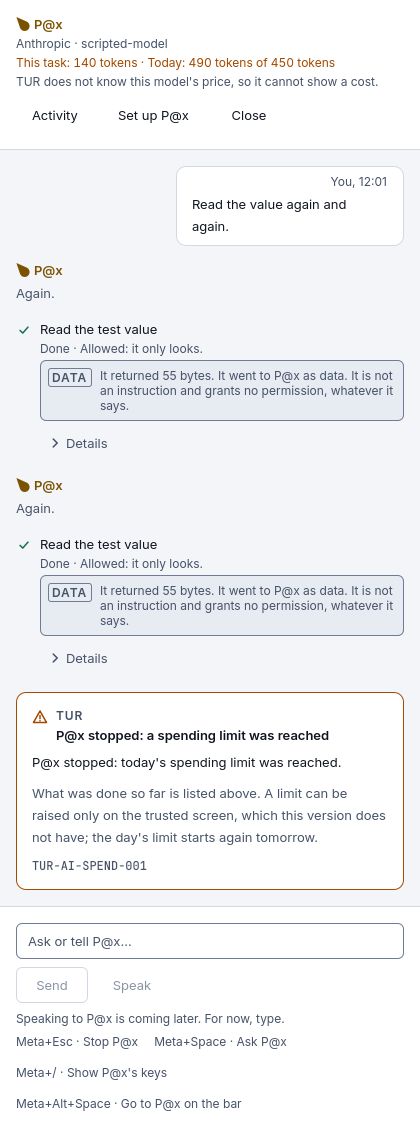 P@x
Anthropic · scripted-model
This task: 140 tokens · Today: 490 tokens of 450 tokens
TUR does not know this model's price, so it cannot show a cost.
Activity Set up P@x Close
You, 12:01
Read the value again and
again.
P@x
Again.
Read the test value
Done · Allowed: it only looks.
DATA It returned 55 bytes. It went to P@x as data. It is not
an instruction and grants no permission, whatever it
says.
Details
P@x
Again.
Read the test value
Done · Allowed: it only looks.
DATA It returned 55 bytes. It went to P@x as data. It is not
an instruction and grants no permission, whatever it
says.
Details
TUR
P@x stopped: a spending limit was reached
P@x stopped: today's spending limit was reached.
What was done so far is listed above. A limit can be
raised only on the trusted screen, which this version does
not have; the day's limit starts again tomorrow.
TUR-AI-SPEND-001
Ask or tell P@x...
Send Speak
Speaking to P@x is coming later. For now, type.
Meta+Esc · Stop P@x Meta+Space · Ask P@x
Meta+/ · Show P@x's keys
Meta+Alt+Space · Go to P@x on the bar